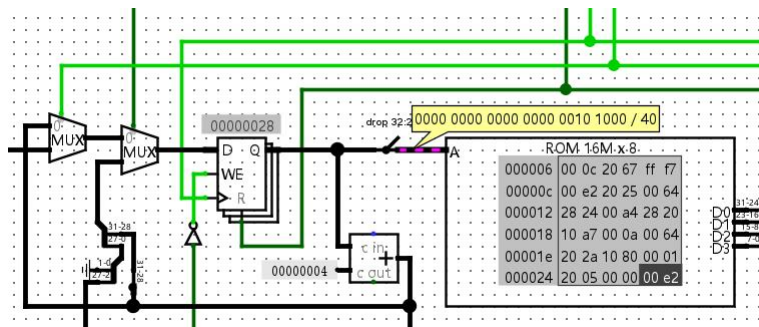 drop 32:2
0000 0000 0000 0000 0010 1000 / 40
0
MUX
0
MUX
00000028
D Q
WE
R
A
ROM 16M x 8
000006 00 0c 20 67 ff f7
00000c 00 e2 20 25 00 64
000012 28 24 00 a4 28 20
000018 10 a7 00 0a 00 64
00001e 20 2a 10 80 00 01
000024 20 05 00 00 00 e2
D0 31-24
D1 23-16
D2 15-8
D3 7-0
31-28
27-0
1-0
27-2
31-28
00000004
c in
+
c out